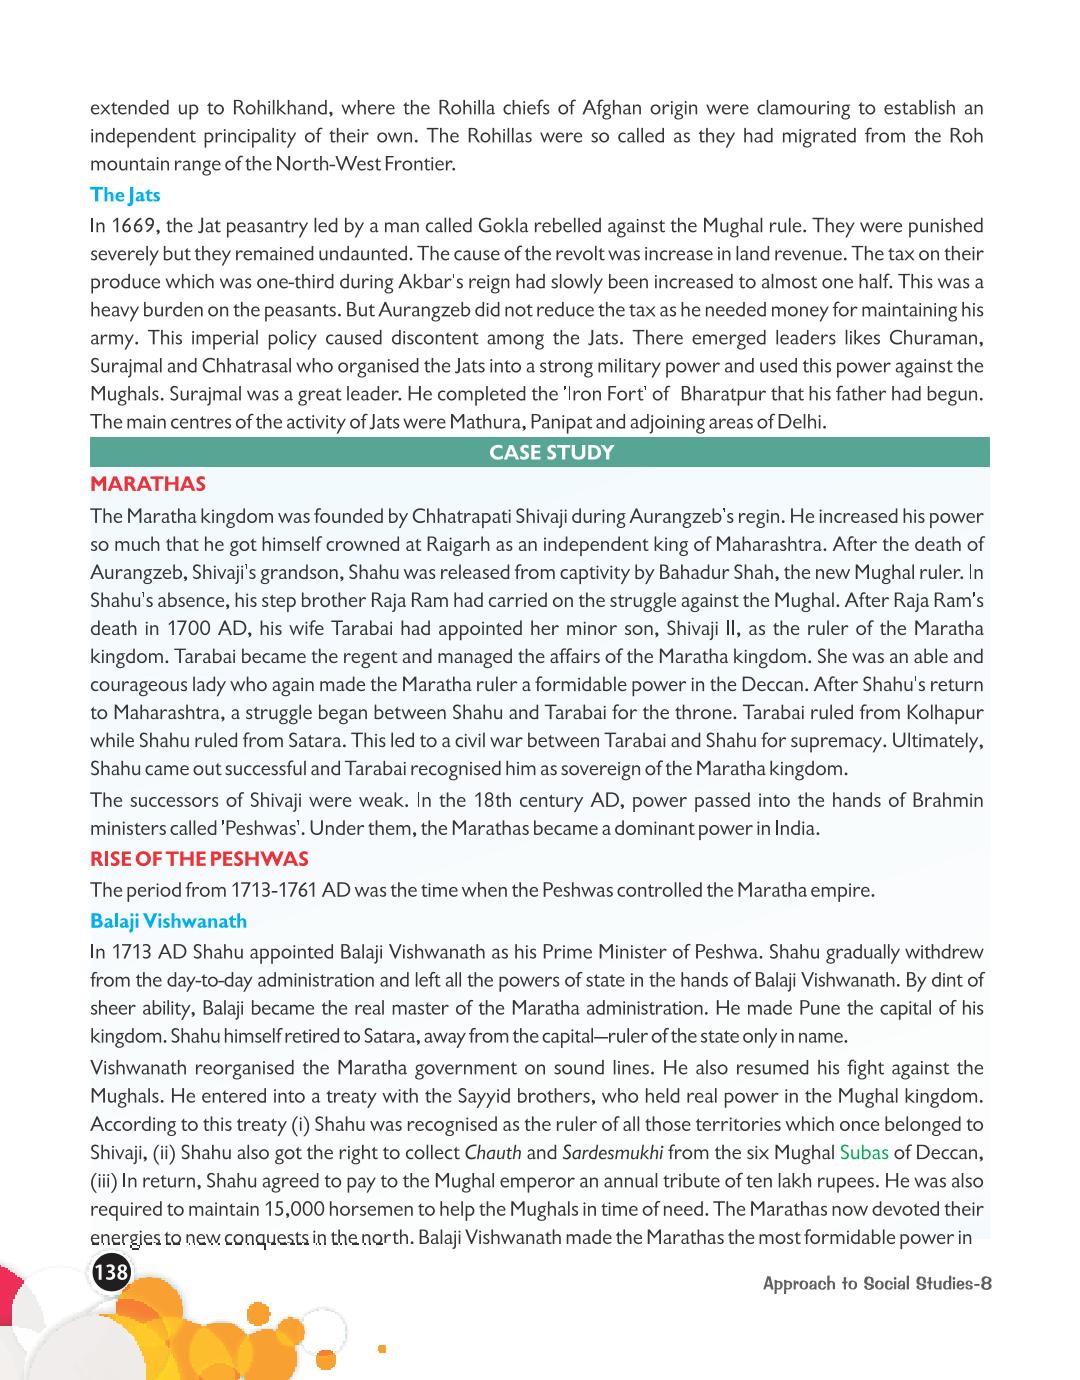 extended up to Rohilkhand, where the Rohilla chiefs of Afghan origin were clamouring to establish an
independent principality of their own. The Rohillas were so called as they had migrated from the Roh
mountain range of the North-West Frontier.
The Jats
In 1669, the Jat peasantry led by a man called Gokla rebelled against the Mughal rule. They were punished
severely but they remained undaunted. The cause of the revolt was increase in land revenue. The tax on their
produce which was one-third during Akbar's reign had slowly been increased to almost one half. This was a
heavy burden on the peasants. But Aurangzeb did not reduce the tax as he needed money for maintaining his
army. This imperial policy caused discontent among the Jats. There emerged leaders likes Churaman,
Surajmal and Chhatrasal who organised the Jats into a strong military power and used this power against the
Mughals. Surajmal was a great leader. He completed the 'Iron Fort' of Bharatpur that his father had begun.
The main centres of the activity of Jats were Mathura, Panipat and adjoining areas of Delhi.
CASE STUDY
MARATHAS
The Maratha kingdom was founded by Chhatrapati Shivaji during Aurangzeb's regin. He increased his power
so much that he got himself crowned at Raigarh as an independent king of Maharashtra. After the death of
Aurangzeb, Shivaji's grandson, Shahu was released from captivity by Bahadur Shah, the new Mughal ruler. In
Shahu's absence, his step brother Raja Ram had carried on the struggle against the Mughal. After Raja Ram's
death in 1700 AD, his wife Tarabai had appointed her minor son, Shivaji II, as the ruler of the Maratha
kingdom. Tarabai became the regent and managed the affairs of the Maratha kingdom. She was an able and
courageous lady who again made the Maratha ruler a formidable power in the Deccan. After Shahu's return
to Maharashtra, a struggle began between Shahu and Tarabai for the throne. Tarabai ruled from Kolhapur
while Shahu ruled from Satara. This led to a civil war between Tarabai and Shahu for supremacy. Ultimately,
Shahu came out successful and Tarabai recognised him as sovereign of the Maratha kingdom.
The successors of Shivaji were weak. In the 18th century AD, power passed into the hands of Brahmin
ministers called 'Peshwas'. Under them, the Marathas became a dominant power in India.
RISE OF THE PESHWAS
The period from 1713-1761 AD was the time when the Peshwas controlled the Maratha empire.
Balaji Vishwanath
In 1713 AD Shahu appointed Balaji Vishwanath as his Prime Minister of Peshwa. Shahu gradually withdrew
from the day-to-day administration and left all the powers of state in the hands of Balaji Vishwanath. By dint of
sheer ability, Balaji became the real master of the Maratha administration. He made Pune the capital of his
kingdom. Shahu himself retired to Satara, away from the capital—ruler of the state only in name.
Vishwanath reorganised the Maratha government on sound lines. He also resumed his fight against the
Mughals. He entered into a treaty with the Sayyid brothers, who held real power in the Mughal kingdom.
According to this treaty (i) Shahu was recognised as the ruler of all those territories which once belonged to
Shivaji, (ii) Shahu also got the right to collect Chauth and Sardesmukhi from the six Mughal Subas of Deccan,
(iii) In return, Shahu agreed to pay to the Mughal emperor an annual tribute of ten lakh rupees. He was also
required to maintain 15,000 horsemen to help the Mughals in time of need. The Marathas now devoted their
energies to new conquests in the north. Balaji Vishwanath made the Marathas the most formidable power in
138
Approach to Social Studies-8